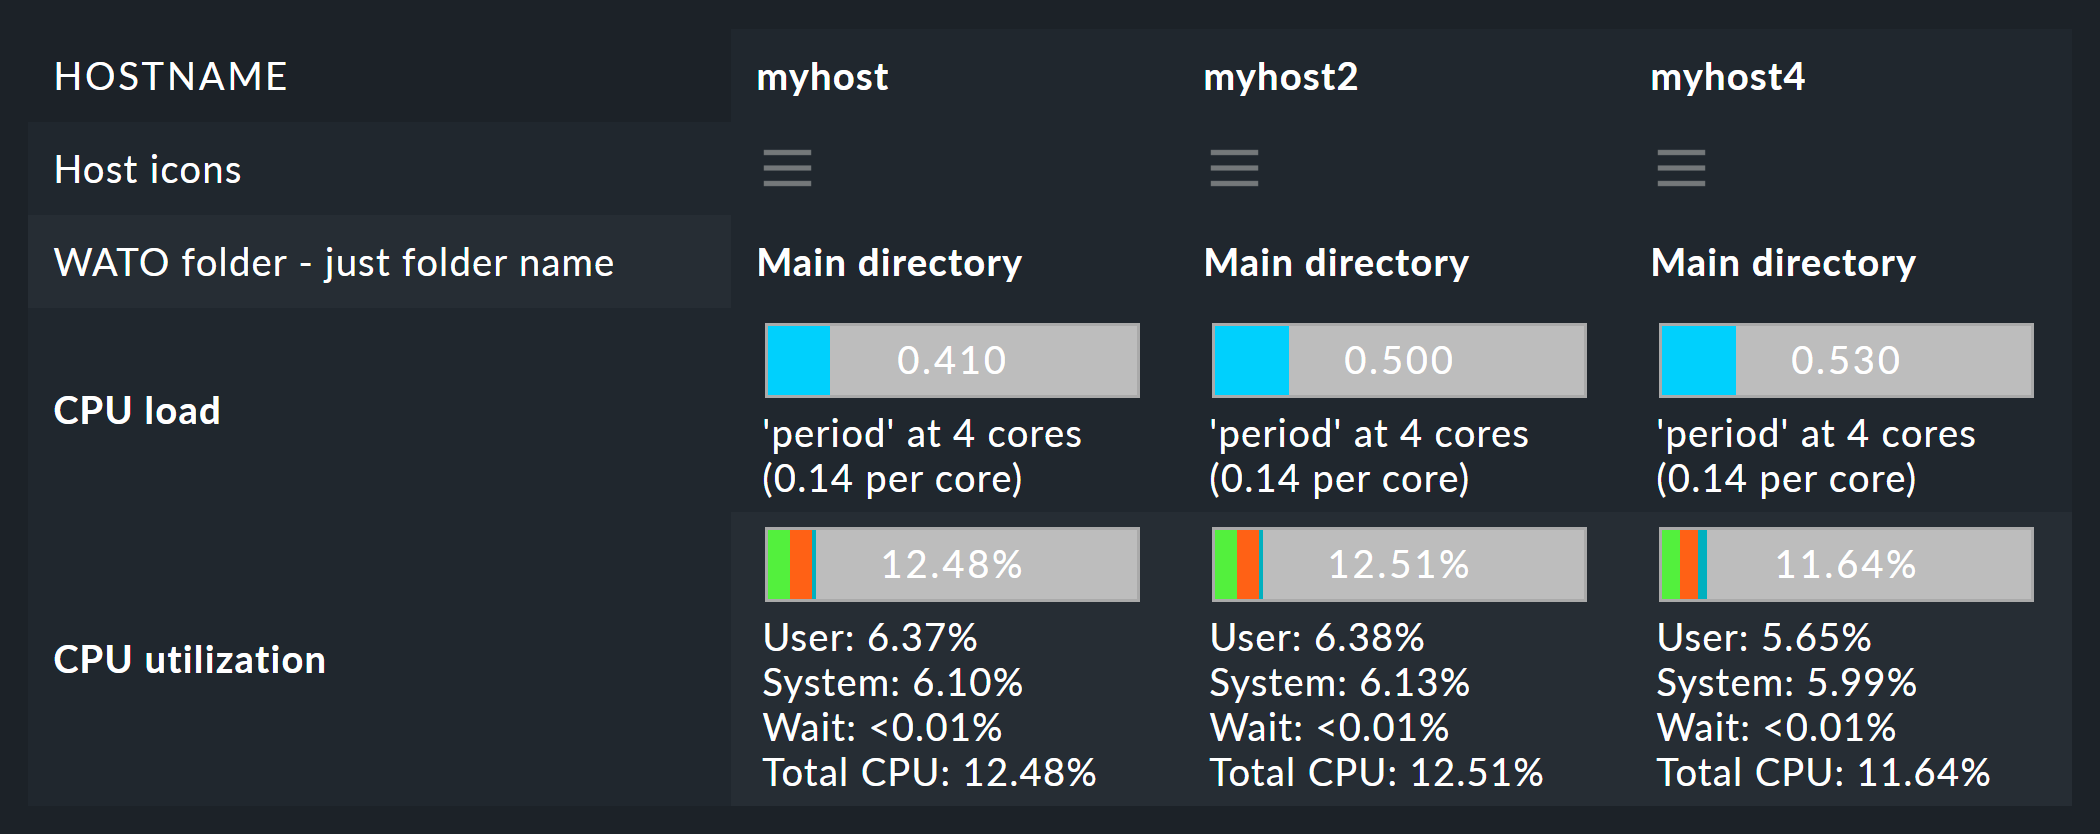 HOSTNAME myhost myhost2 myhost4
Host icons
WATO folder - just folder name Main directory Main directory Main directory
CPU load
0.410 0.500 0.530
'period' at 4 cores 'period' at 4 cores 'period' at 4 cores
(0.14 per core) (0.14 per core) (0.14 per core)
CPU utilization
12.48% 12.51% 11.64%
User: 6.37% User: 6.38% User: 5.65%
System: 6.10% System: 6.13% System: 5.99%
Wait: <0.01% Wait: <0.01% Wait: <0.01%
Total CPU: 12.48% Total CPU: 12.51% Total CPU: 11.64%